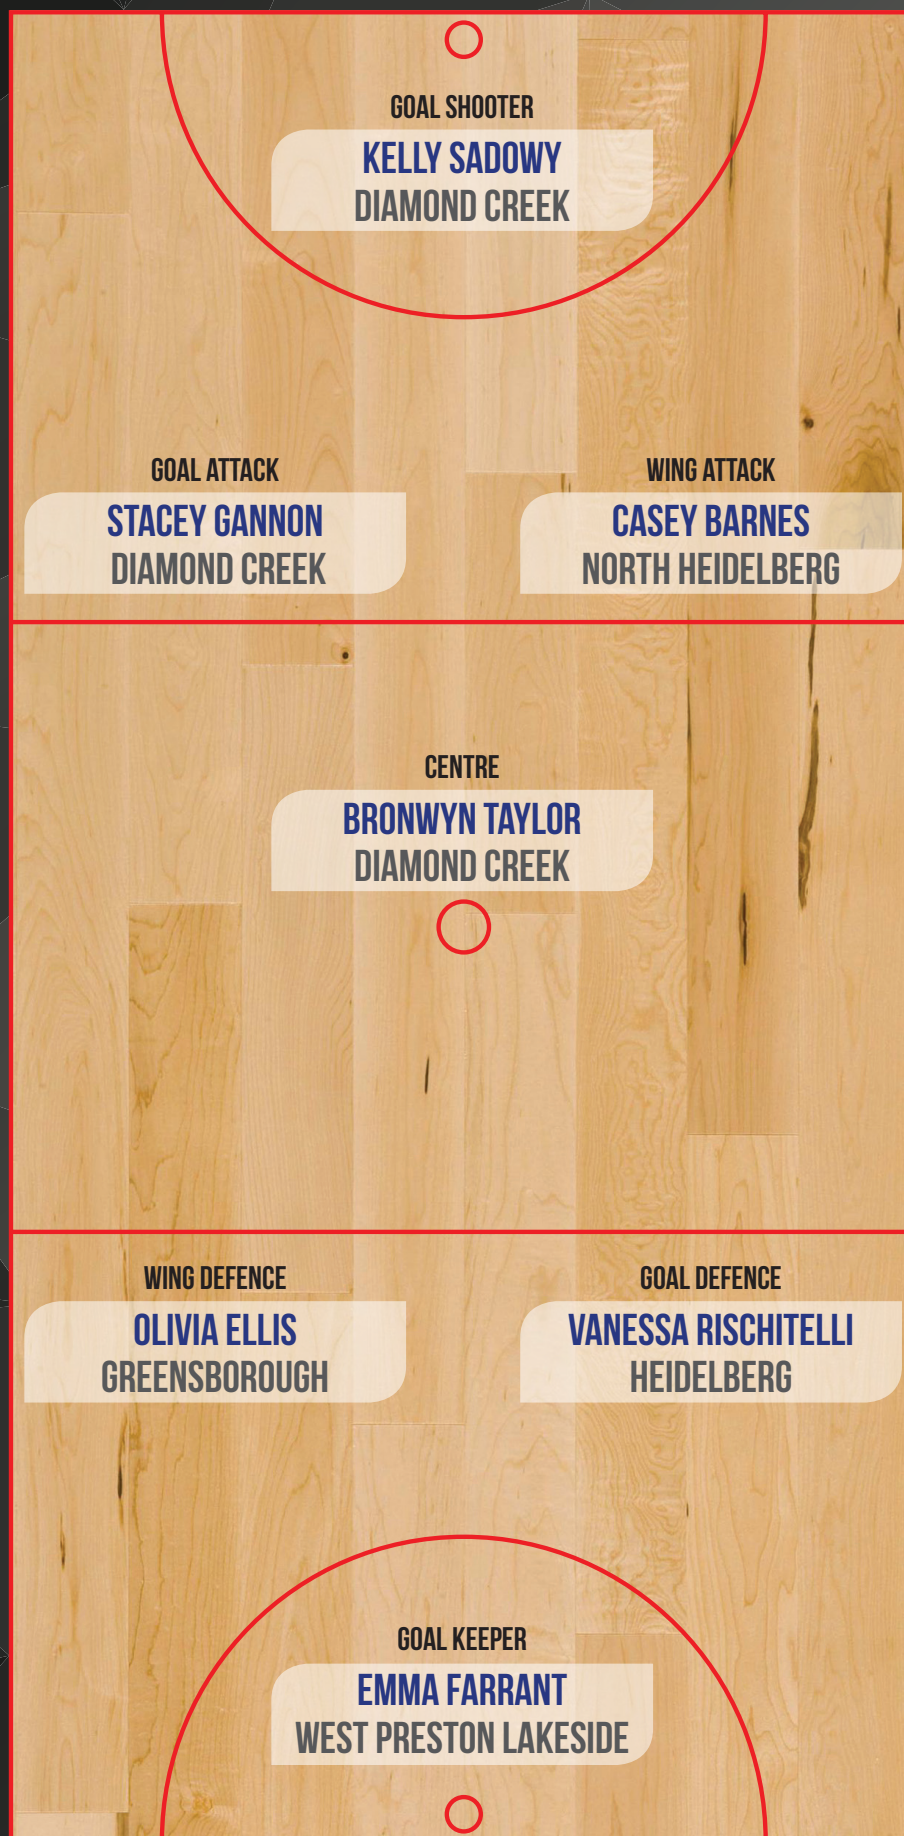 GOAL SHOOTER
KELLY SADOWY
DIAMOND CREEK
GOAL ATTACK
STACEY GANNON
DIAMOND CREEK
WING ATTACK
CASEY BARNES
NORTH HEIDELBERG
CENTRE
BRONWYN TAYLOR
DIAMOND CREEK
WING DEFENCE
OLIVIA ELLIS
GREENSBOROUGH
GOAL DEFENCE
VANESSA RISCHITELLI
HEIDELBERG
GOAL KEEPER
EMMA FARRANT
WEST PRESTON LAKESIDE